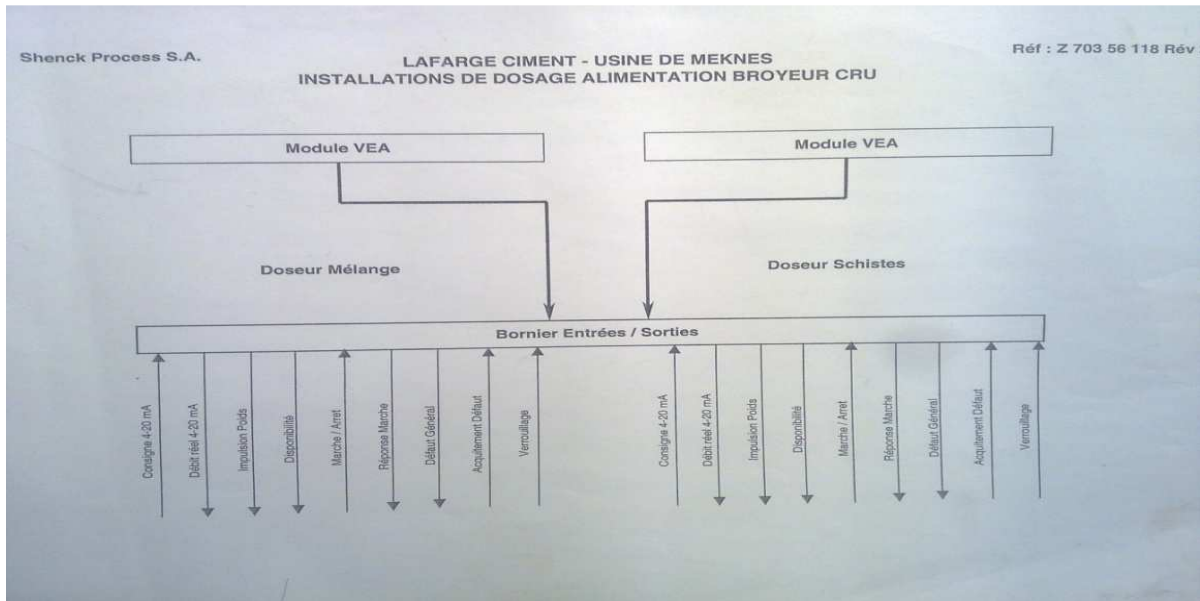 Shenck Process S.A.
LAFARGE CIMENT - USINE DE MEKNES
Réf : Z 703 56 118 Rév
INSTALLATIONS DE DOSAGE ALIMENTATION BROYEUR CRU
Module VEA
Module VEA
Doseur Mélange
Doseur Schistes
Bornier Entrées / Sorties
Consigne 4-20 mA
Débit réel 4-20 mA
Impulsion Poids
Disponibilité
Marche / Arret
Réponse Marche
Défaut Général
Acquitement Défaut
Verrouillage
Consigne 4-20 mA
Débit réel 4-20 mA
Impulsion Poids
Disponibilité
Marche / Arret
Réponse Marche
Défaut Général
Acquitement Défaut
Verrouillage